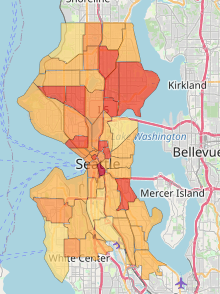 Shoreline
Kirkland
Lake Washington
Bellevue
Seattle
Mercer Island
White Center